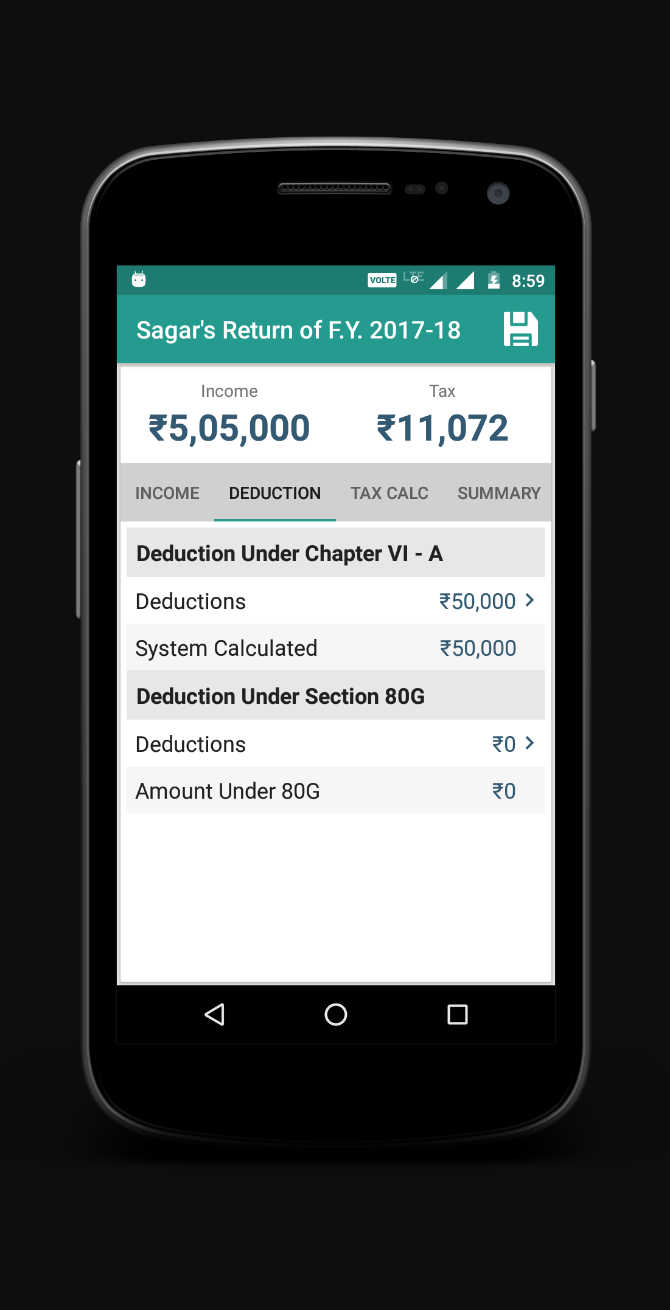 VOLTE LTE 8:59
Sagar's Return of F.Y. 2017-18
Income Tax
₹5,05,000 ₹11,072
INCOME DEDUCTION TAX CALC SUMMARY
Deduction Under Chapter VI - A
Deductions ₹50,000
System Calculated ₹50,000
Deduction Under Section 80G
Deductions ₹0
Amount Under 80G ₹0